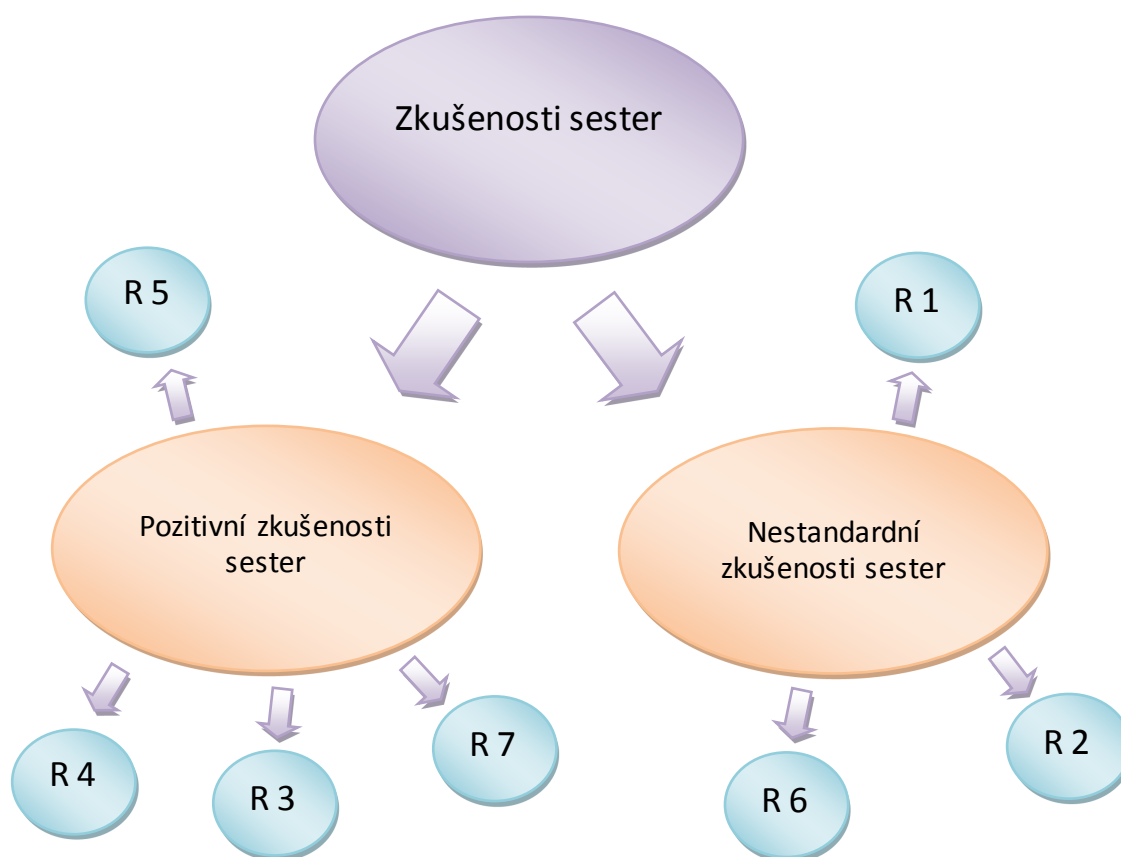 Zkušenosti sester
R 5
R 1
Pozitivní zkušenosti
sester
Nestandardní
zkušenosti sester
R 4
R 3
R 7
R 6
R 2